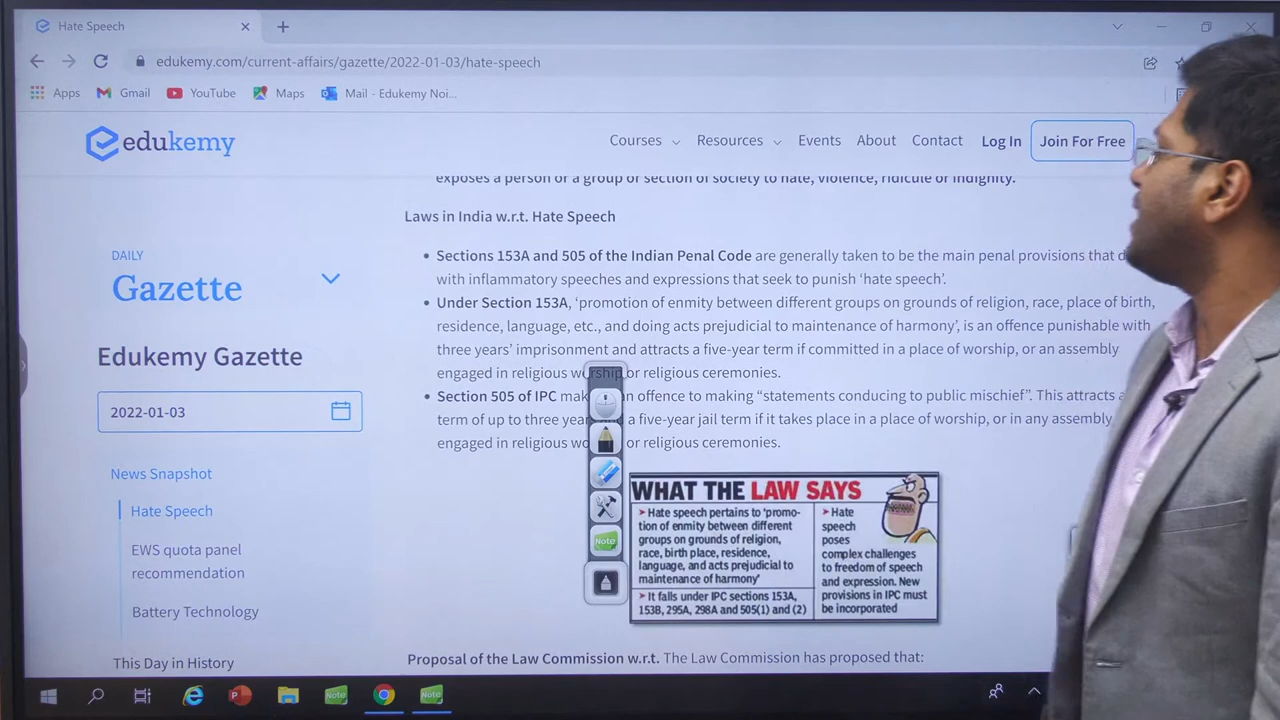 Hate Speech
edukemy.com/current-affairs/gazette/2022-01-03/hate-speech
Apps Gmail YouTube Maps Mail - Edukemy Noi...
edukemy
Courses Resources Events About Contact Log In Join For Free
exposes a person or a group or section of society to hate, violence, ridicule or indignity.
Laws in India w.r.t. Hate Speech
Sections 153A and 505 of the Indian Penal Code are generally taken to be the main penal provisions that
with inflammatory speeches and expressions that seek to punish ‘hate speech’.
Under Section 153A, ‘promotion of enmity between different groups on grounds of religion, race, place of birth,
residence, language, etc., and doing acts prejudicial to maintenance of harmony’, is an offence punishable with
three years’ imprisonment and attracts a five-year term if committed in a place of worship, or an assembly
engaged in religious worship or religious ceremonies.
Section 505 of IPC offence to making “statements conducing to public mischief”. This attracts a
term of up to three a five-year jail term if it takes place in a place of worship, or in any assembly
engaged in religious or religious ceremonies.
DAILY
Gazette
Edukemy Gazette
2022-01-03
News Snapshot
Hate Speech
EWS quota panel
recommendation
Battery Technology
This Day in History
Note
WHAT THE LAW SAYS
➤ Hate speech pertains to ‘promo-
tion of enmity between different
groups on grounds of religion,
race, birth place, residence,
language, and acts prejudicial to
maintenance of harmony’
➤ It falls under IPC sections 153A,
153B, 295A, 298A and 505(1) and (2)
➤ Hate
speech
poses
complex challenges
to freedom of speech
and expression. New
provisions in IPC must
be incorporated
Proposal of the Law Commission w.r.t. The Law Commission has proposed that:
Note Note